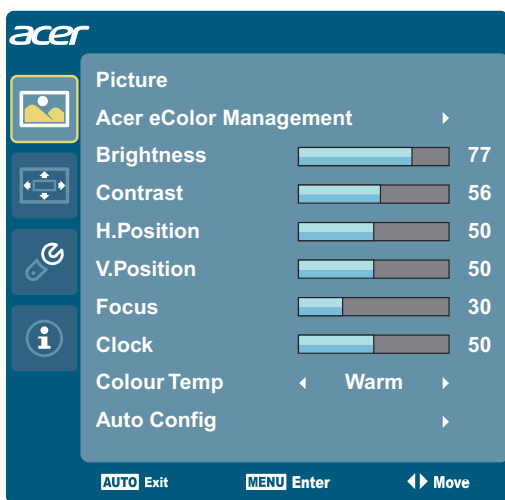 acer
Picture
Acer eColor Management
Brightness 77
Contrast 56
H.Position 50
V.Position 50
Focus 30
Clock 50
Colour Temp Warm
Auto Config
AUTO Exit MENU Enter Move